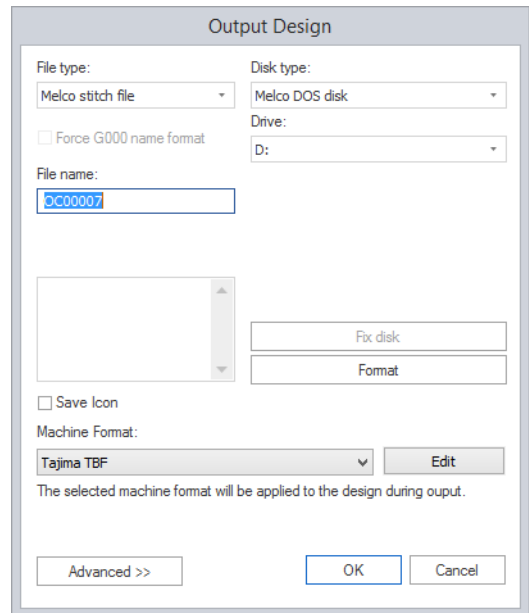 Output Design
File type:
Disk type:
Melco stitch file
Melco DOS disk
Force G000 name format
Drive:
D:
File name:
OC00007
Fix disk
Format
Save Icon
Machine Format:
Tajima TBF
Edit
The selected machine format will be applied to the design during ouput.
Advanced >>
OK
Cancel